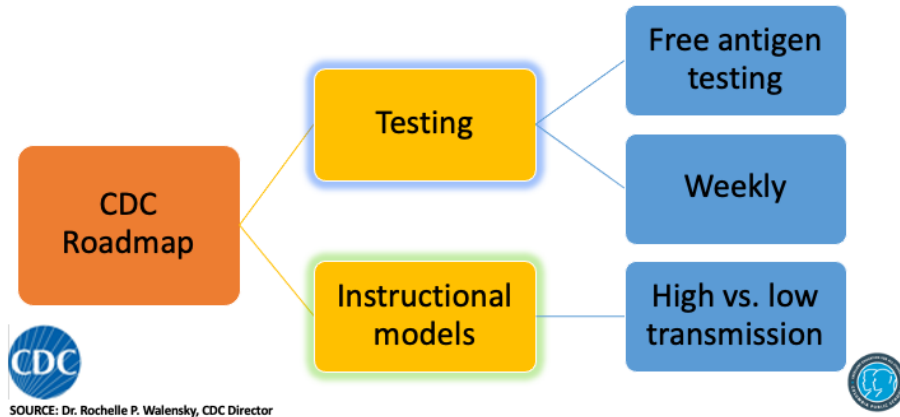 CDC
Roadmap
Testing
Instructional
models
Free antigen
testing
Weekly
High vs. low
transmission
CDC
SOURCE: Dr. Rochelle P. Walensky, CDC Director